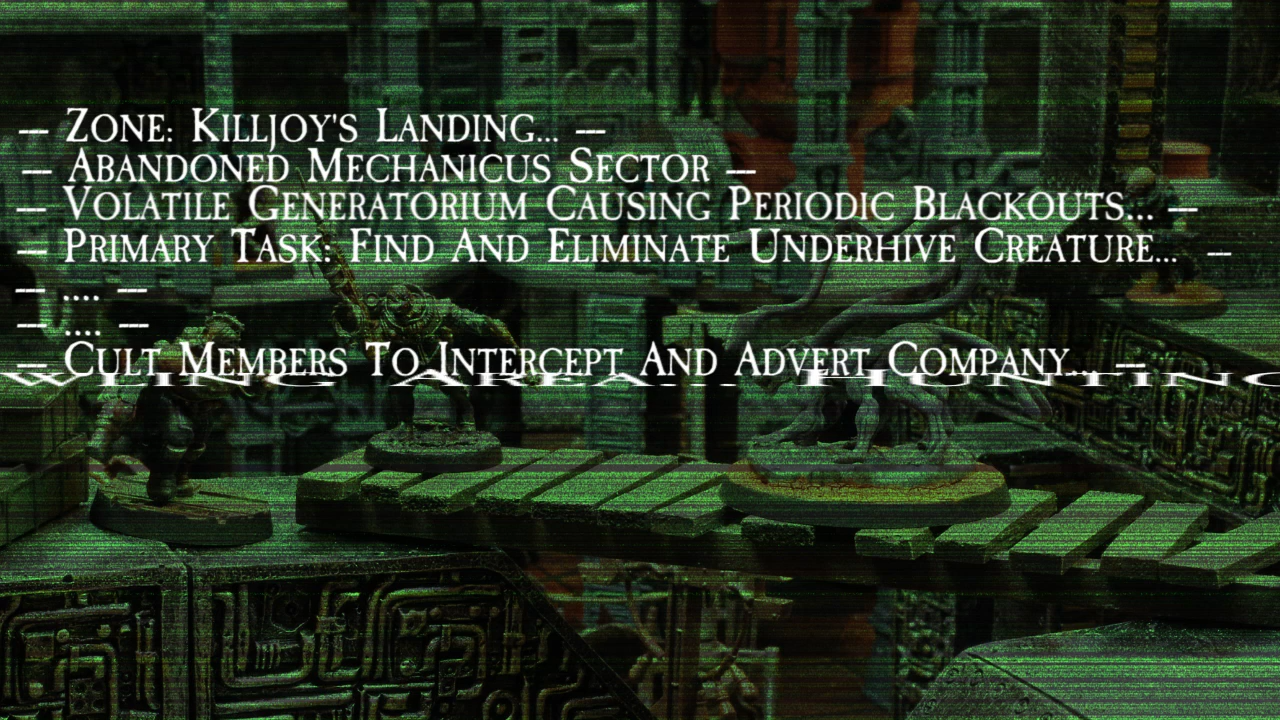 --- Zone: Killjoy's Landing... ---
--- Abandoned Mechanicus Sector ---
--- Volatile Generatorium Causing Periodic Blackouts... ---
--- Primary Task: Find And Eliminate Underhive Creature... ---
--- .... ---
--- .... ---
--- Cult Members To Intercept And Advert Company... ---
Area